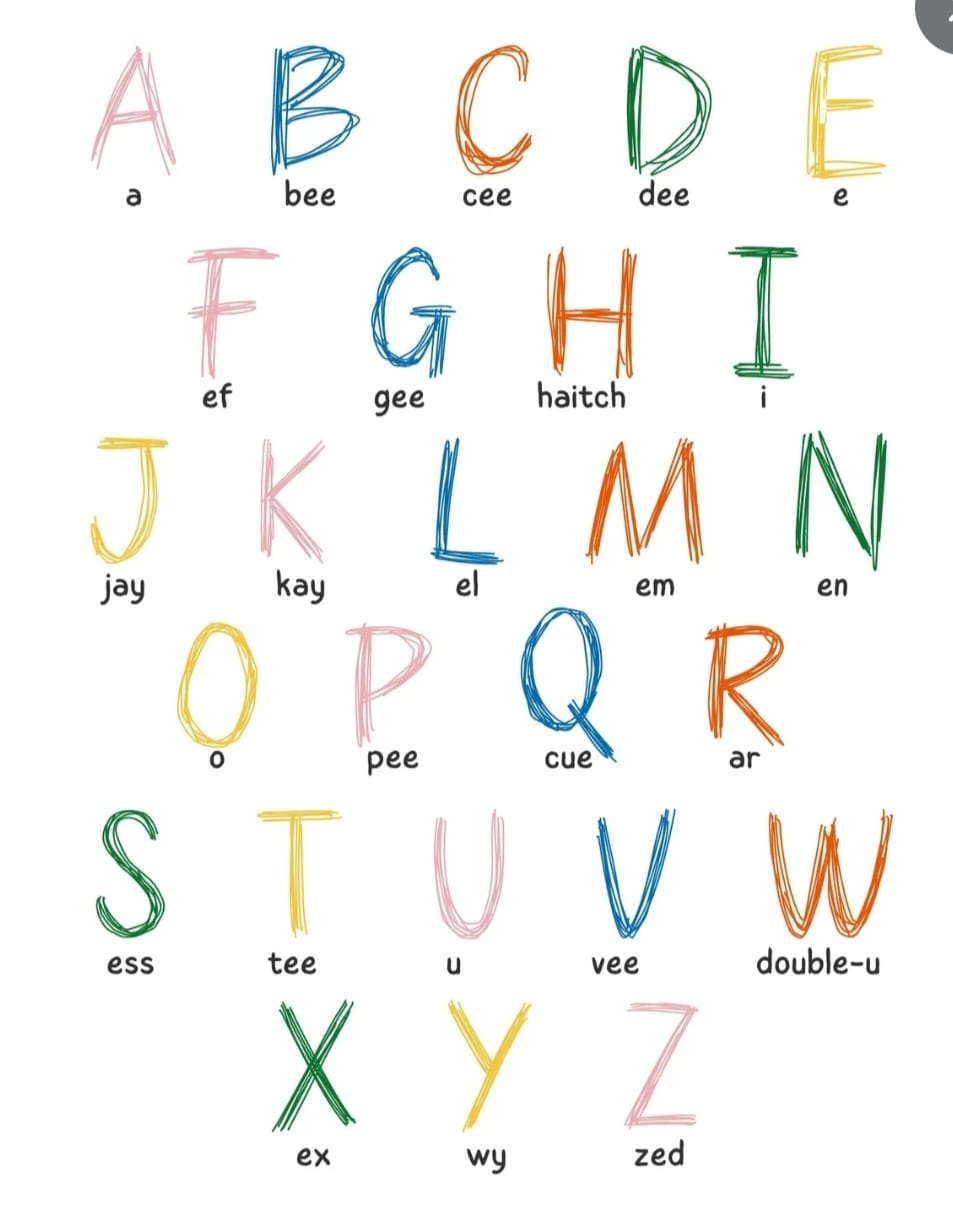 A B C D E
a bee cee dee e
F G H I
ef gee haitch i
J K L M N
jay kay el em en
O P Q R
o pee cue ar
S T U V W
ess tee u vee double-u
X Y Z
ex wy zed